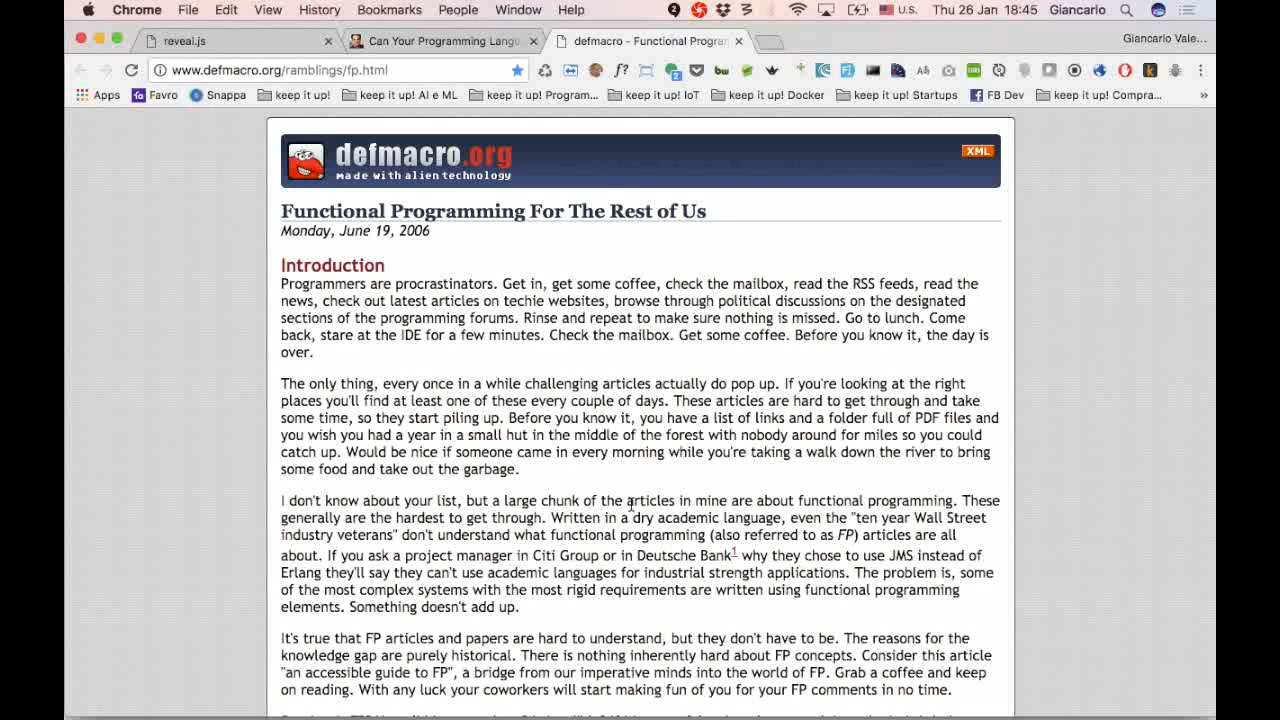 Chrome File Edit View History Bookmarks People Window Help U.S. Thu 26 Jan 18:45 Giancarlo
reveal.js × Can Your Programming Langu × defmacro - Functional Program × Giancarlo Vale...
www.defmacro.org/ramblings/fp.html
Apps Favro Snappa keep it up! keep it up! AI e ML keep it up! Program... keep it up! IoT keep it up! Docker keep it up! Startups FB Dev keep it up! Compra... »
defmacro.org XML
made with alien technology
Functional Programming For The Rest of Us
Monday, June 19, 2006
Introduction
Programmers are procrastinators. Get in, get some coffee, check the mailbox, read the RSS feeds, read the
news, check out latest articles on techie websites, browse through political discussions on the designated
sections of the programming forums. Rinse and repeat to make sure nothing is missed. Go to lunch. Come
back, stare at the IDE for a few minutes. Check the mailbox. Get some coffee. Before you know it, the day is
over.
The only thing, every once in a while challenging articles actually do pop up. If you're looking at the right
places you'll find at least one of these every couple of days. These articles are hard to get through and take
some time, so they start piling up. Before you know it, you have a list of links and a folder full of PDF files and
you wish you had a year in a small hut in the middle of the forest with nobody around for miles so you could
catch up. Would be nice if someone came in every morning while you're taking a walk down the river to bring
some food and take out the garbage.
I don't know about your list, but a large chunk of the articles in mine are about functional programming. These
generally are the hardest to get through. Written in a dry academic language, even the "ten year Wall Street
industry veterans" don't understand what functional programming (also referred to as FP) articles are all
about. If you ask a project manager in Citi Group or in Deutsche Bank1 why they chose to use JMS instead of
Erlang they'll say they can't use academic languages for industrial strength applications. The problem is, some
of the most complex systems with the most rigid requirements are written using functional programming
elements. Something doesn't add up.
It's true that FP articles and papers are hard to understand, but they don't have to be. The reasons for the
knowledge gap are purely historical. There is nothing inherently hard about FP concepts. Consider this article
"an accessible guide to FP", a bridge from our imperative minds into the world of FP. Grab a coffee and keep
on reading. With any luck your coworkers will start making fun of you for your FP comments in no time.